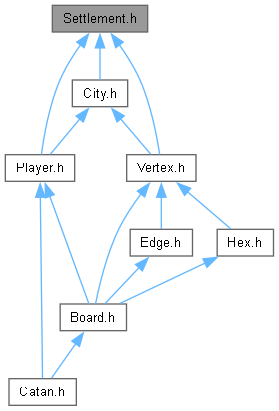 Settlement.h
City.h
Player.h
Vertex.h
Edge.h
Hex.h
Board.h
Catan.h